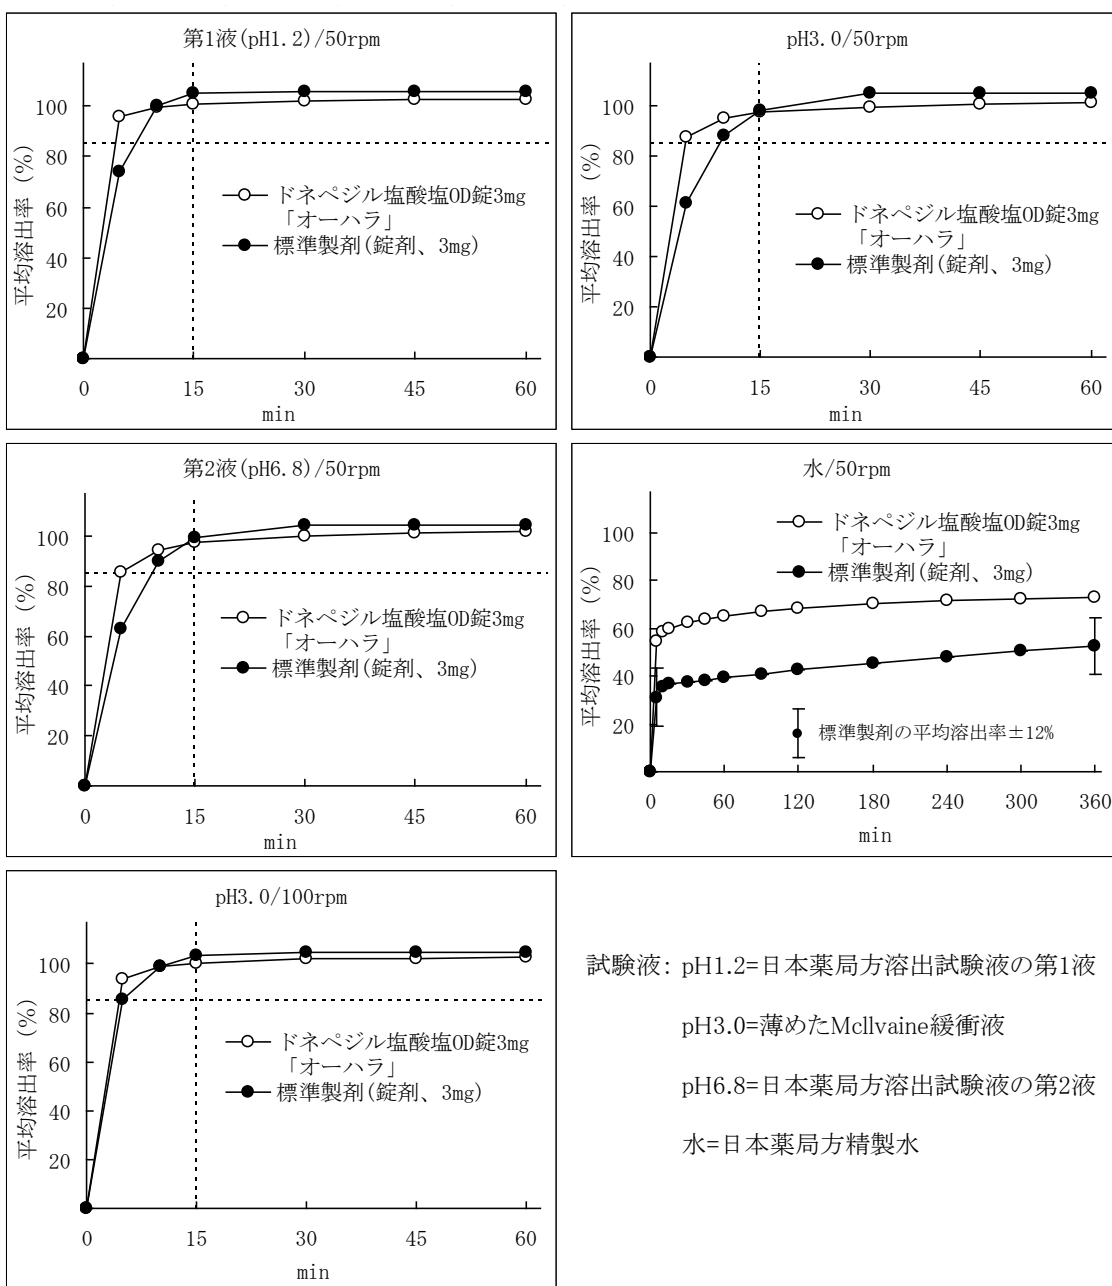 第1液(pH1.2)/50rpm
平均溶出率 (%)
100
80
60
40
20
ドネペジル塩酸塩OD錠3mg
「オーハラ」
標準製剤(錠剤、3mg)
0 15 30 45 60
min
pH3.0/50rpm
平均溶出率 (%)
100
80
60
40
20
ドネペジル塩酸塩OD錠3mg
「オーハラ」
標準製剤(錠剤、3mg)
0 15 30 45 60
min
第2液(pH6.8)/50rpm
平均溶出率 (%)
100
80
60
40
20
ドネペジル塩酸塩OD錠3mg
「オーハラ」
標準製剤(錠剤、3mg)
0 15 30 45 60
min
水/50rpm
平均溶出率 (%)
100
80
60
40
20
ドネペジル塩酸塩OD錠3mg
「オーハラ」
標準製剤(錠剤、3mg)
標準製剤の平均溶出率±12%
0 60 120 180 240 300 360
min
pH3.0/100rpm
平均溶出率 (%)
100
80
60
40
20
ドネペジル塩酸塩OD錠3mg
「オーハラ」
標準製剤(錠剤、3mg)
0 15 30 45 60
min
試験液: pH1.2=日本薬局方溶出試験液の第1液
pH3.0=薄めたMcllvaine緩衝液
pH6.8=日本薬局方溶出試験液の第2液
水=日本薬局方精製水